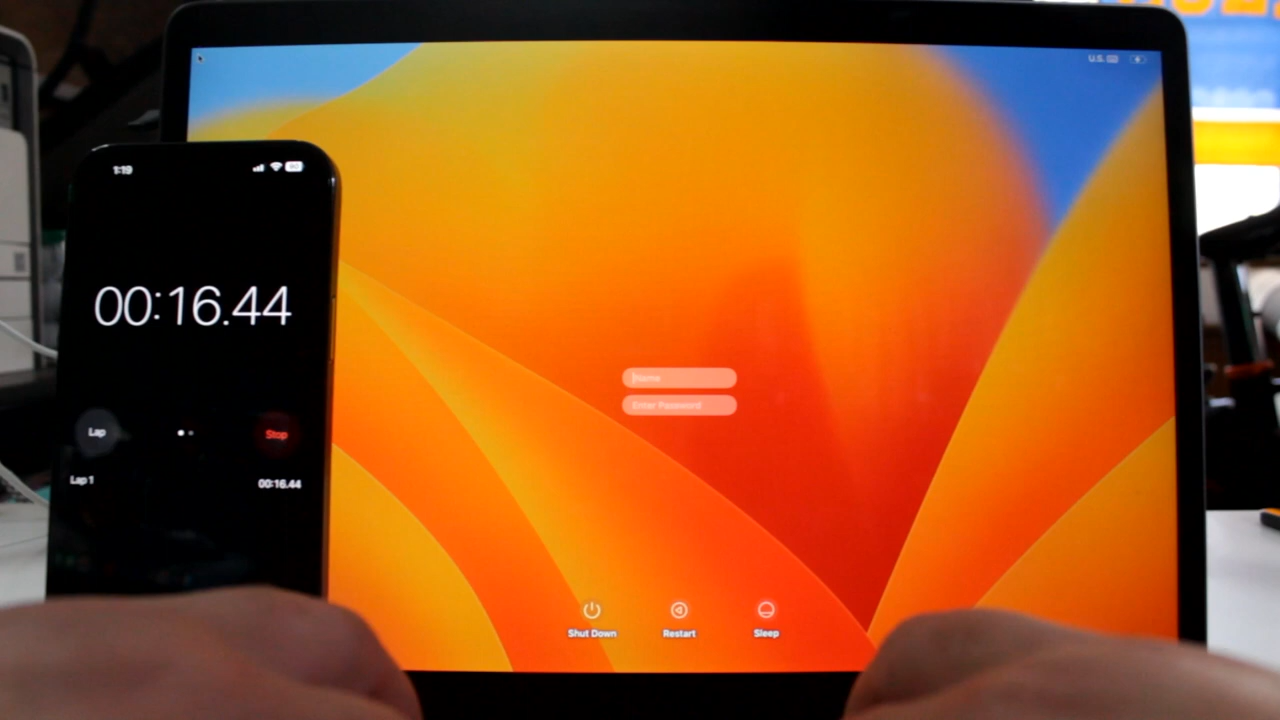 U.S.
1:19
00:16.44
Name
Enter Password
Lap
Stop
Lap 1
00:16.44
Shut Down
Restart
Sleep